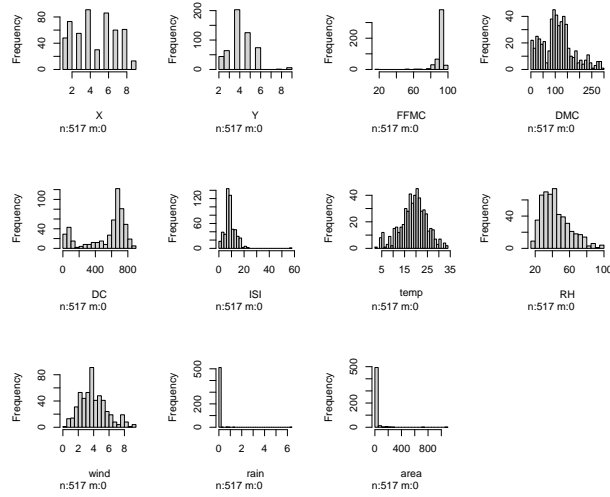 Frequency
0 40 80
2 4 6 8
X
n:517 m:0
Frequency
0 100 200
2 4 6 8
Y
n:517 m:0
Frequency
0 200
40 60 80 100
FFMC
n:517 m:0
Frequency
0 20 40
0 100 250
DMC
n:517 m:0
Frequency
0 40 80 120
0 400 800
DC
n:517 m:0
Frequency
0 60 140
0 20 40 60
ISI
n:517 m:0
Frequency
0 20 40
5 15 25 35
temp
n:517 m:0
Frequency
0 40
20 60 100
RH
n:517 m:0
Frequency
0 40 80
0 2 4 6 8
wind
n:517 m:0
Frequency
0 200 500
0 2 4 6
rain
n:517 m:0
Frequency
0 200 500
0 400 800
area
n:517 m:0